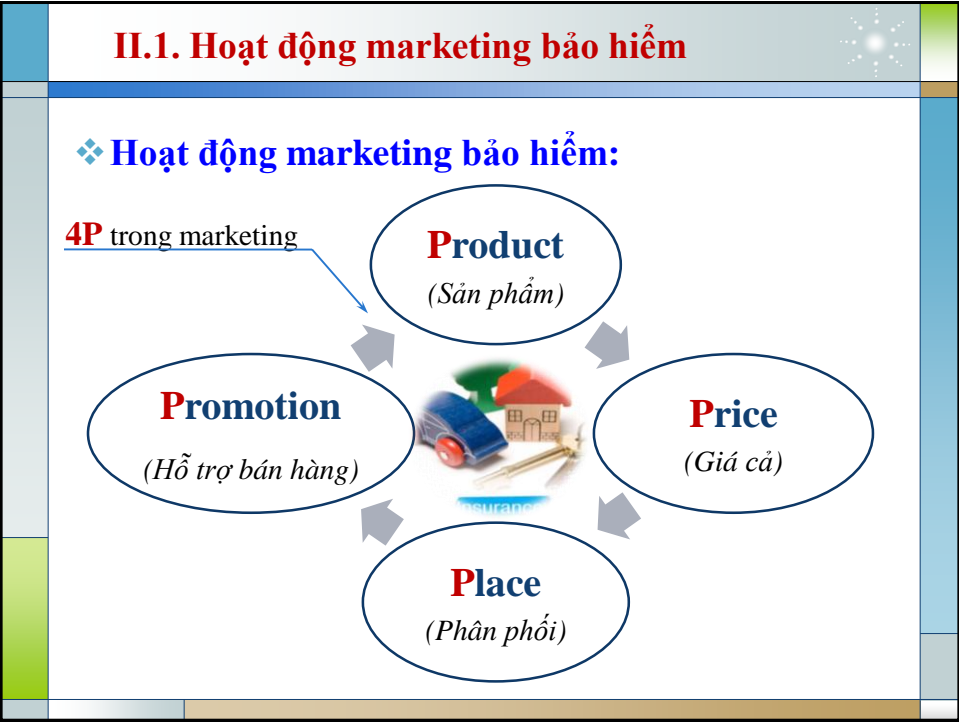 II.1. Hoạt động marketing bảo hiểm
Hoạt động marketing bảo hiểm:
4P trong marketing
Product
(Sản phẩm)
Promotion
(Hỗ trợ bán hàng)
Price
(Giá cả)
nsurance
Place
(Phân phối)